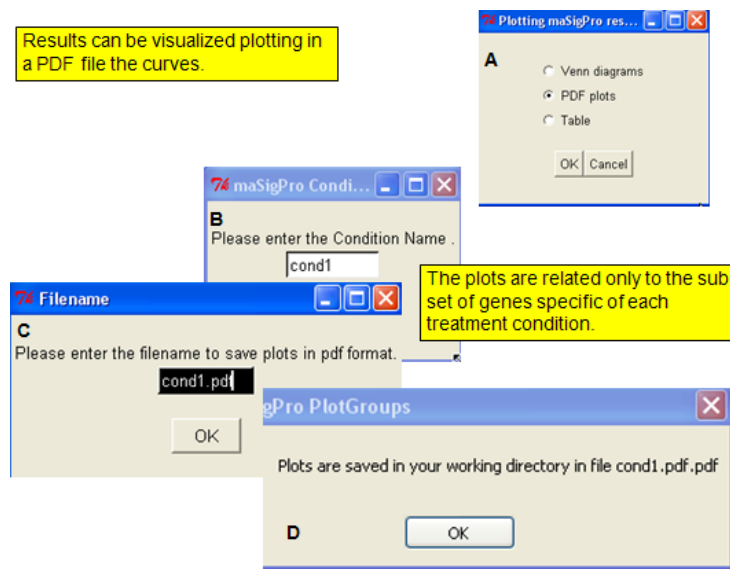 Results can be visualized plotting in
a PDF file the curves.
Plotting maSigPro res...
A
Venn diagrams
PDF plots
Table
OK Cancel
maSigPro Condi...
B
Please enter the Condition Name .
cond1
The plots are related only to the sub
set of genes specific of each
treatment condition.
Filename
C
Please enter the filename to save plots in pdf format.
cond1.pdf
OK
gPro PlotGroups
Plots are saved in your working directory in file cond1.pdf.pdf
D
OK